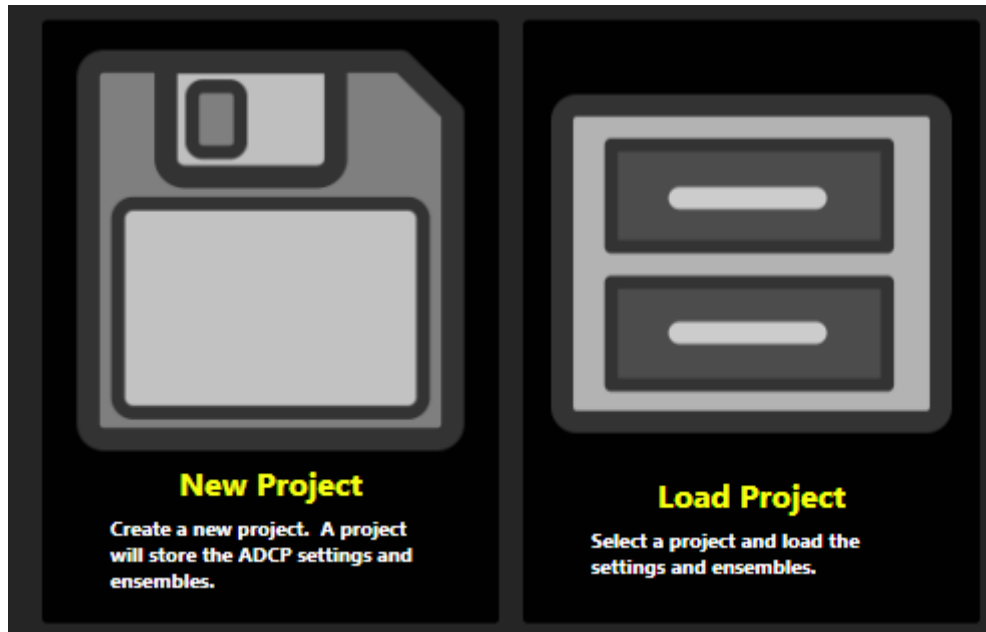 New Project
Create a new project.  A project
will store the ADCP settings and
ensembles.
Load Project
Select a project and load the
settings and ensembles.